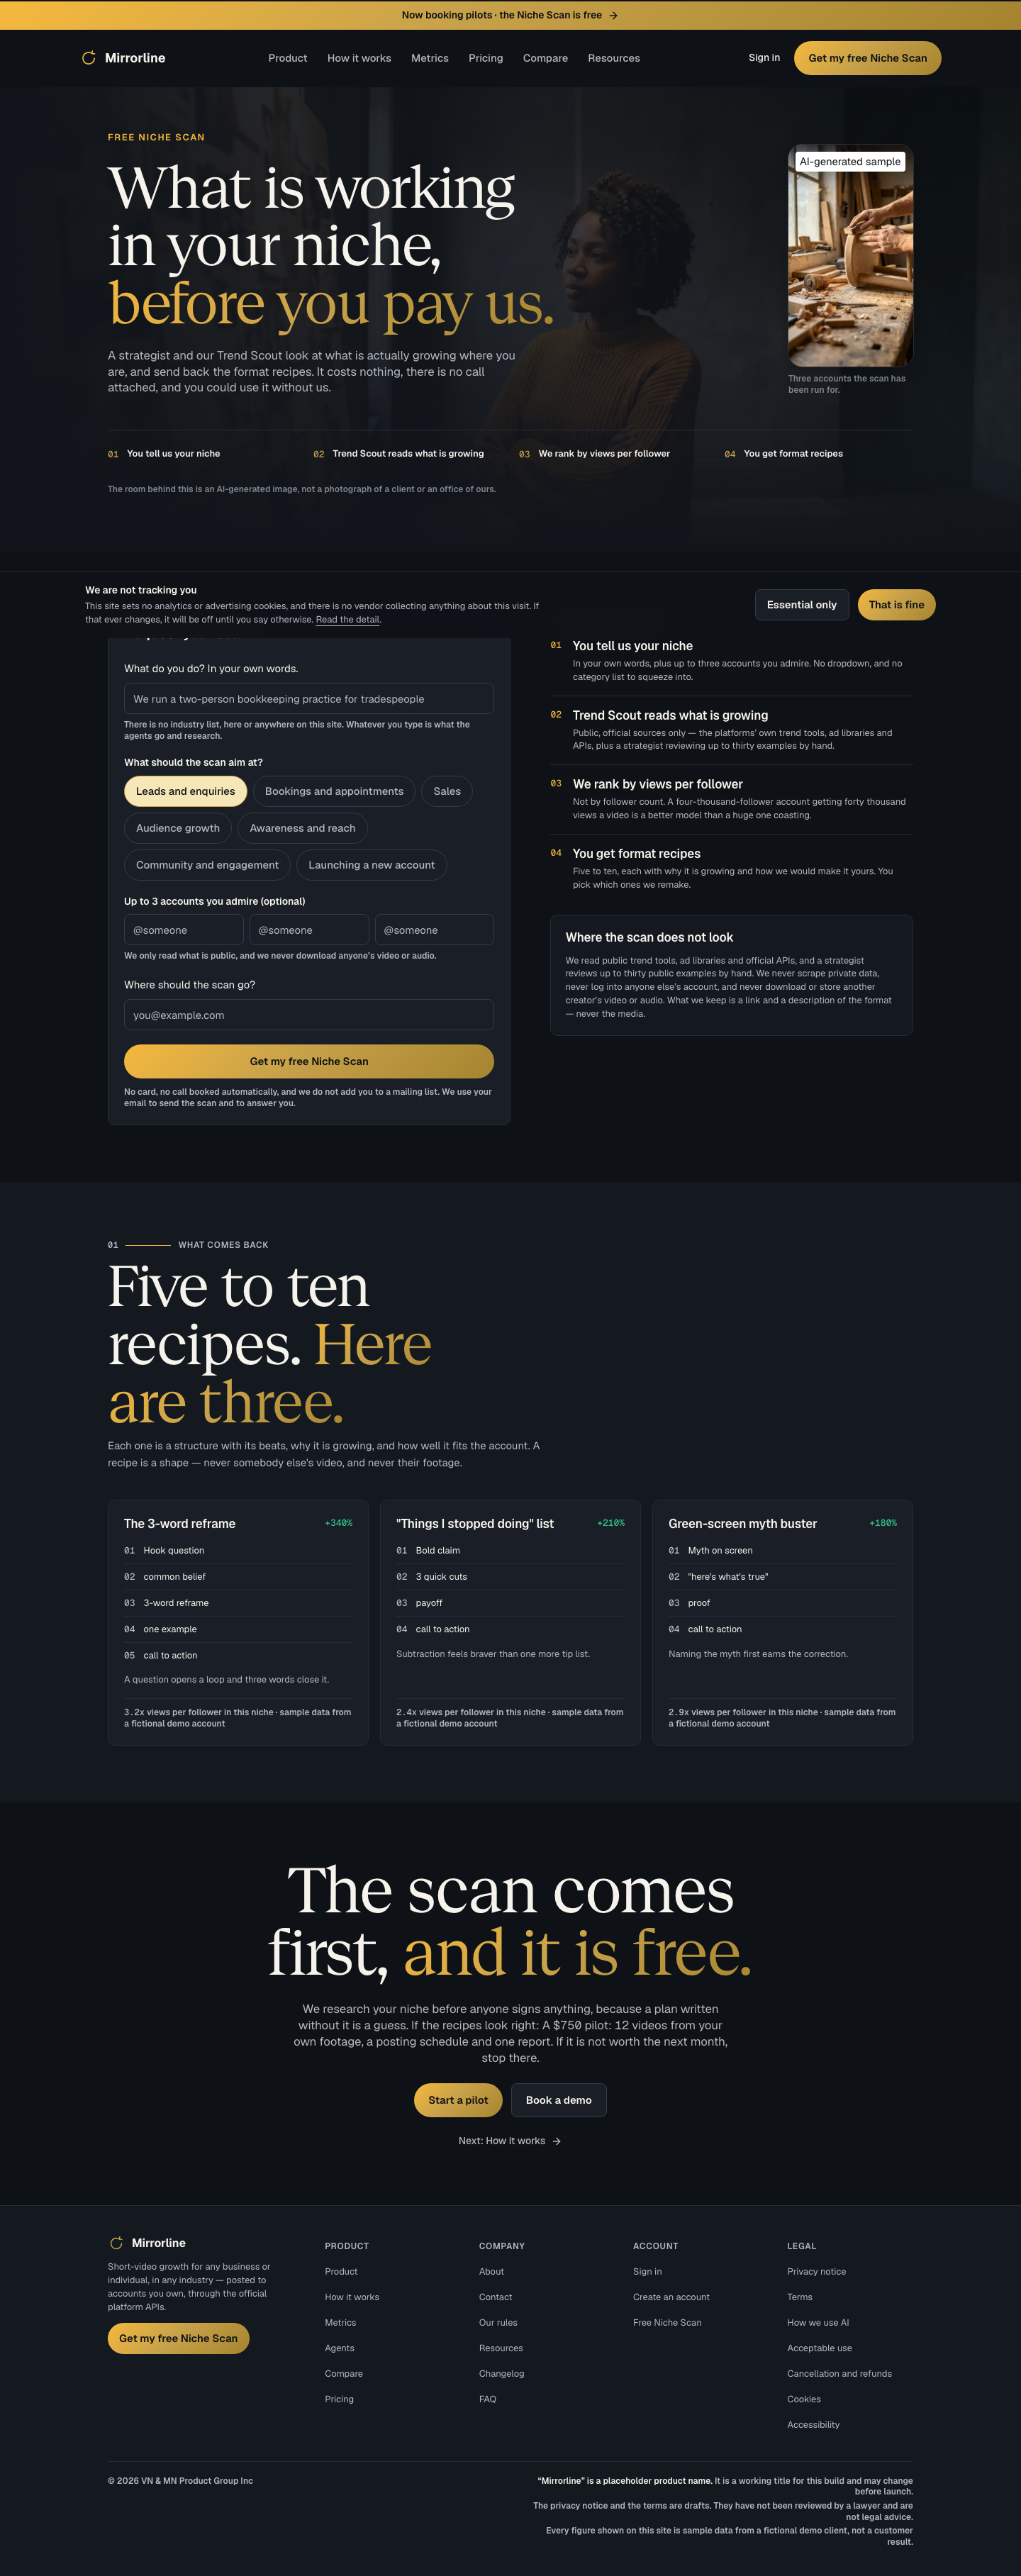 Now booking pilots · the Niche Scan is free →
Mirrorline
Product
How it works
Metrics
Pricing
Compare
Resources
Sign in
Get my free Niche Scan
FREE NICHE SCAN
What is working
in your niche,
before you pay us.
A strategist and our Trend Scout look at what is actually growing where you
are, and send back the format recipes. It costs nothing, there is no call
attached, and you could use it without us.
AI-generated sample
Three accounts the scan has
been run for.
01 You tell us your niche
02 Trend Scout reads what is growing
03 We rank by views per follower
04 You get format recipes
The room behind this is an AI-generated image, not a photograph of a client or an office of ours.
We are not tracking you
This site sets no analytics or advertising cookies, and there is no vendor collecting anything about this visit. If
that ever changes, it will be off until you say otherwise. Read the detail.
Essential only
That is fine
What do you do? In your own words.
We run a two-person bookkeeping practice for tradespeople
There is no industry list, here or anywhere on this site. Whatever you type is what the
agents go and research.
What should the scan aim at?
Leads and enquiries
Bookings and appointments
Sales
Audience growth
Awareness and reach
Community and engagement
Launching a new account
Up to 3 accounts you admire (optional)
@someone
@someone
@someone
We only read what is public, and we never download anyone's video or audio.
Where should the scan go?
you@example.com
Get my free Niche Scan
No card, no call booked automatically, and we do not add you to a mailing list. We use your
email to send the scan and to answer you.
01 You tell us your niche
In your own words, plus up to three accounts you admire. No dropdown, and no
category list to squeeze into.
02 Trend Scout reads what is growing
Public, official sources only — the platforms' own trend tools, ad libraries and
APIs, plus a strategist reviewing up to thirty examples by hand.
03 We rank by views per follower
Not by follower count. A four-thousand-follower account getting forty thousand
views a video is a better model than a huge one coasting.
04 You get format recipes
Five to ten, each with why it is growing and how we would make it yours. You
pick which ones we remake.
Where the scan does not look
We read public trend tools, ad libraries and official APIs, and a strategist
reviews up to thirty public examples by hand. We never scrape private data,
never log into anyone else's account, and never download or store another
creator's video or audio. What we keep is a link and a description of the format
— never the media.
01 WHAT COMES BACK
Five to ten
recipes. Here
are three.
Each one is a structure with its beats, why it is growing, and how well it fits the account. A
recipe is a shape — never somebody else's video, and never their footage.
The 3-word reframe +340%
01 Hook question
02 common belief
03 3-word reframe
04 one example
05 call to action
A question opens a loop and three words close it.
3.2x views per follower in this niche · sample data from
a fictional demo account
"Things I stopped doing" list +210%
01 Bold claim
02 3 quick cuts
03 payoff
04 call to action
Subtraction feels braver than one more tip list.
2.4x views per follower in this niche · sample data from
a fictional demo account
Green-screen myth buster +180%
01 Myth on screen
02 "here's what's true"
03 proof
04 call to action
Naming the myth first earns the correction.
2.9x views per follower in this niche · sample data from
a fictional demo account
The scan comes
first, and it is free.
We research your niche before anyone signs anything, because a plan written
without it is a guess. If the recipes look right: A $750 pilot: 12 videos from your
own footage, a posting schedule and one report. If it is not worth the next month,
stop there.
Start a pilot
Book a demo
Next: How it works →
Mirrorline
Short-video growth for any business or
individual, in any industry — posted to
accounts you own, through the official
platform APIs.
Get my free Niche Scan
PRODUCT
Product
How it works
Metrics
Agents
Compare
Pricing
COMPANY
About
Contact
Our rules
Resources
Changelog
FAQ
ACCOUNT
Sign in
Create an account
Free Niche Scan
LEGAL
Privacy notice
Terms
How we use AI
Acceptable use
Cancellation and refunds
Cookies
Accessibility
© 2026 VN & MN Product Group Inc
"Mirrorline" is a placeholder product name. It is a working title for this build and may change
before launch.
The privacy notice and the terms are drafts. They have not been reviewed by a lawyer and are
not legal advice.
Every figure shown on this site is sample data from a fictional demo client, not a customer
result.